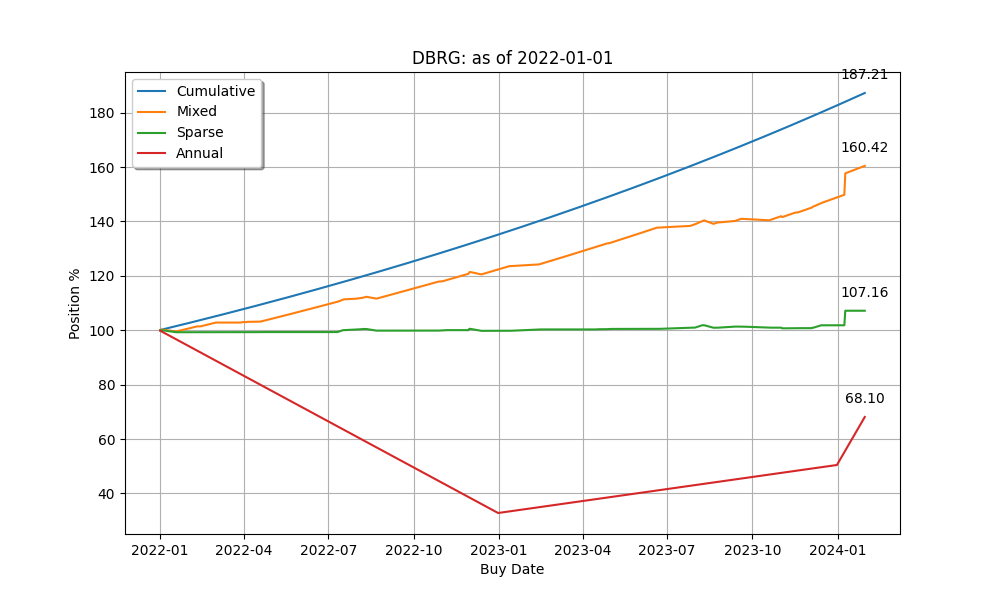 DBRG: as of 2022-01-01
187.21
Cumulative
Mixed
Sparse
Annual
160.42
107.16
68.10
Position %
180
160
140
120
100
80
60
40
2022-01 2022-04 2022-07 2022-10 2023-01 2023-04 2023-07 2023-10 2024-01
Buy Date